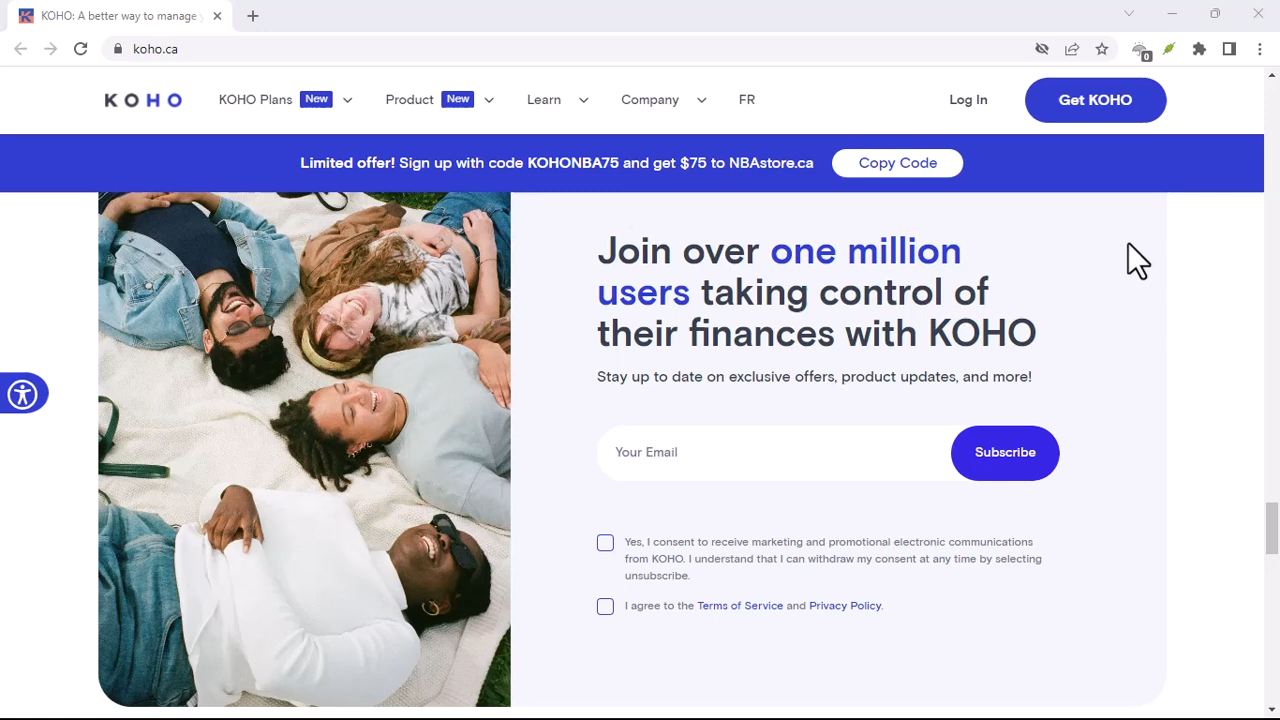 KOHO: A better way to manage
koho.ca
0
KOHO
KOHO Plans New Product New Learn Company FR Log In Get KOHO
Limited offer! Sign up with code KOHONBA75 and get $75 to NBAstore.ca Copy Code
Join over one million
users taking control of
their finances with KOHO
Stay up to date on exclusive offers, product updates, and more!
Your Email Subscribe
Yes, I consent to receive marketing and promotional electronic communications
from KOHO. I understand that I can withdraw my consent at any time by selecting
unsubscribe.
I agree to the Terms of Service and Privacy Policy.